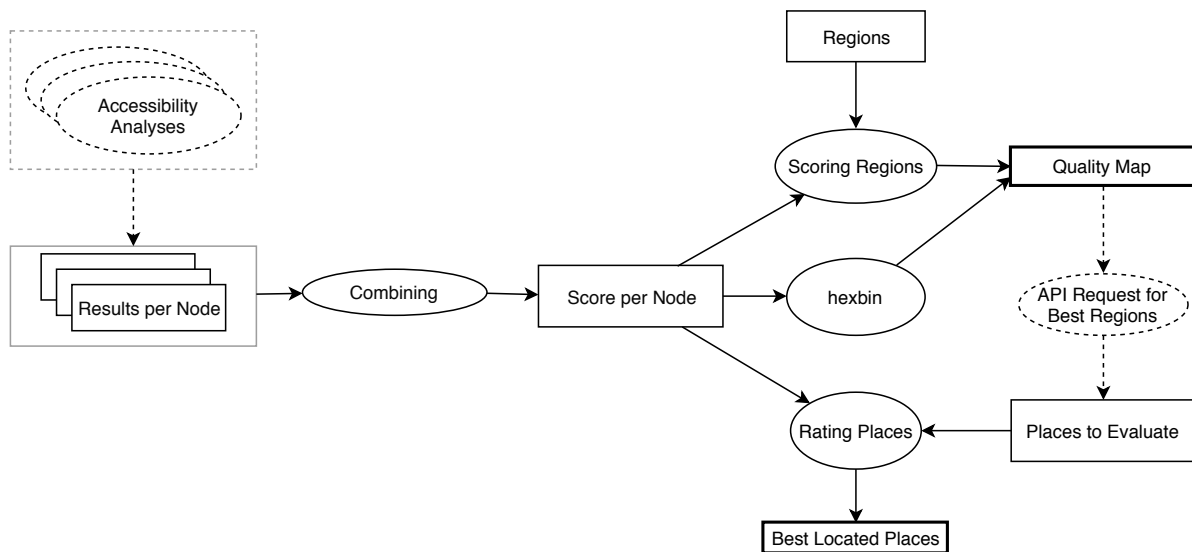 Regions
Accessibility
Analyses
Scoring Regions
Quality Map
Results per Node
Combining
Score per Node
hexbin
API Request for
Best Regions
Rating Places
Places to Evaluate
Best Located Places